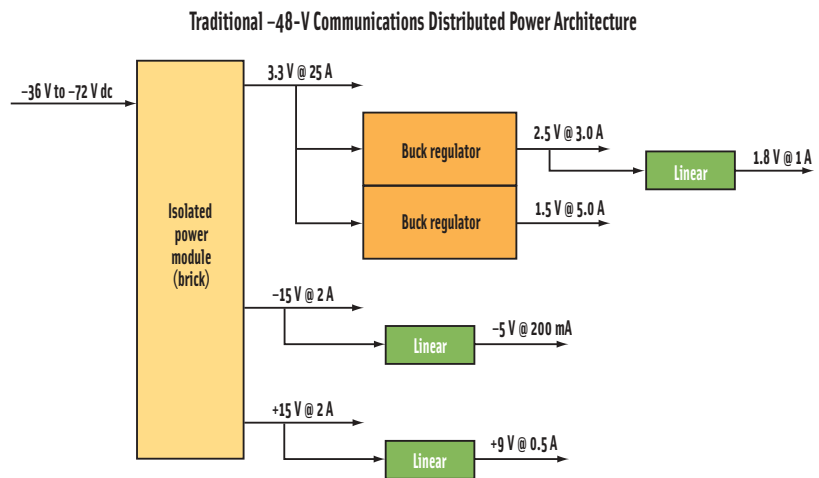 Traditional –48-V Communications Distributed Power Architecture
–36 V to –72 V dc
3.3 V @ 25 A
Buck regulator
2.5 V @ 3.0 A
Linear
1.8 V @ 1 A
Buck regulator
1.5 V @ 5.0 A
Isolated
power
module
(brick)
–15 V @ 2 A
Linear
–5 V @ 200 mA
+15 V @ 2 A
Linear
+9 V @ 0.5 A